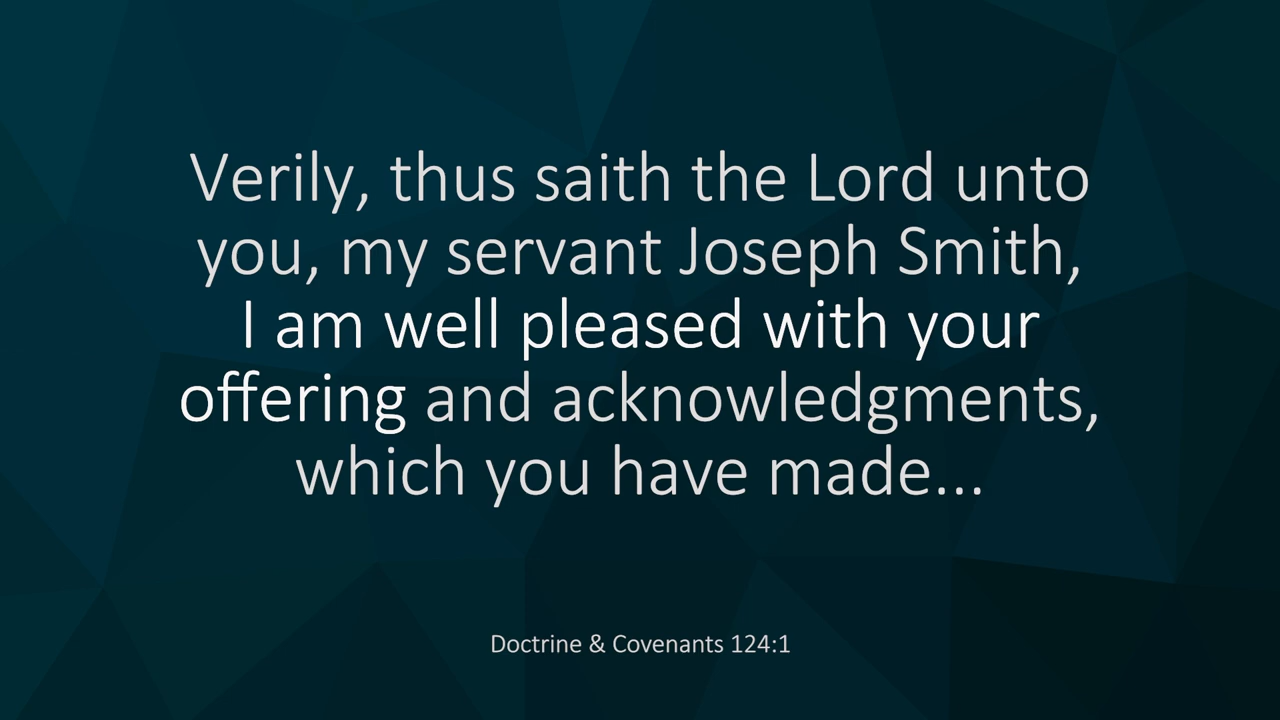 Verily, thus saith the Lord unto
you, my servant Joseph Smith,
I am well pleased with your
offering and acknowledgments,
which you have made...
Doctrine & Covenants 124:1